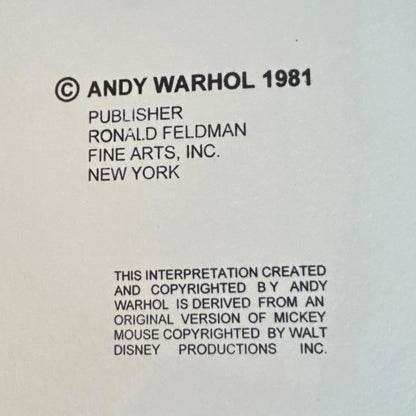 © ANDY WARHOL 1981
PUBLISHER
RONALD FELDMAN
FINE ARTS, INC.
NEW YORK
THIS INTERPRETATION CREATED
AND COPYRIGHTED BY ANDY
WARHOL IS DERIVED FROM AN
ORIGINAL VERSION OF MICKEY
MOUSE COPYRIGHTED BY WALT
DISNEY PRODUCTIONS INC.